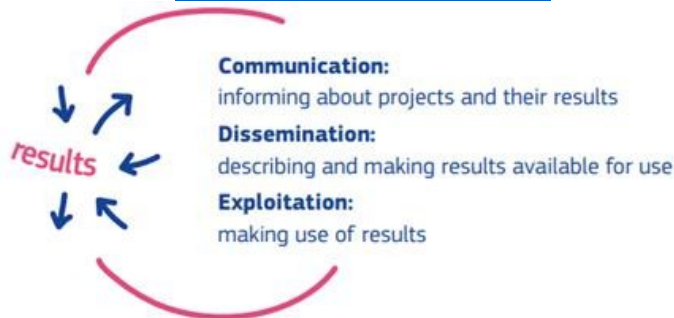 results
Communication:
informing about projects and their results
Dissemination:
describing and making results available for use
Exploitation:
making use of results